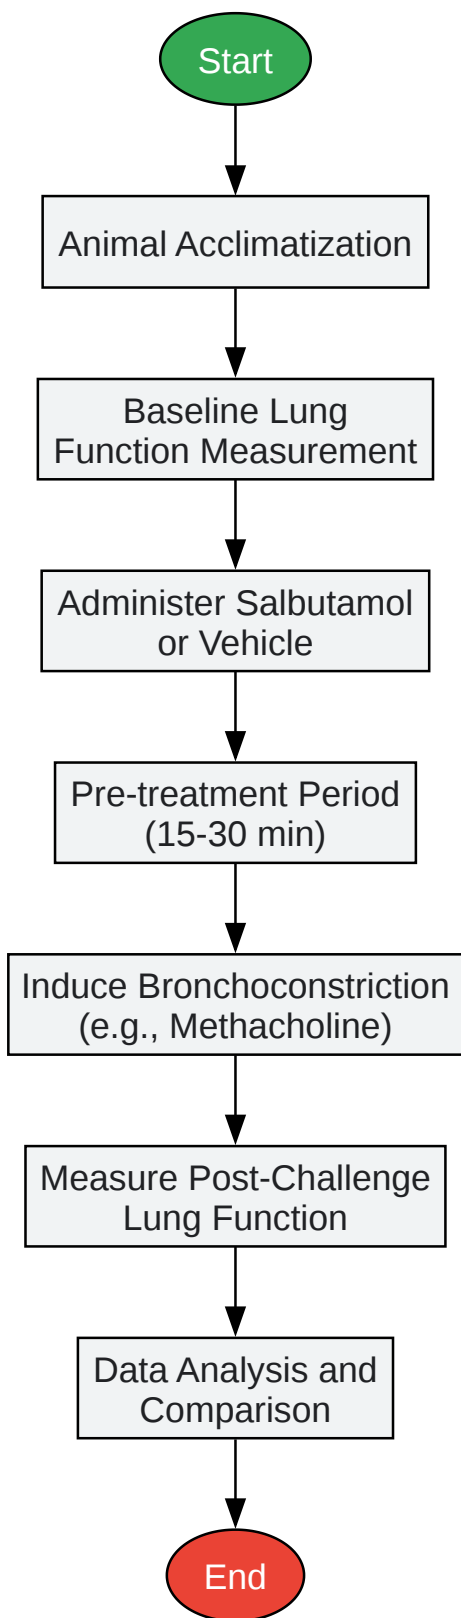 Start
Animal Acclimatization
Baseline Lung
Function Measurement
Administer Salbutamol
or Vehicle
Pre-treatment Period
(15-30 min)
Induce Bronchoconstriction
(e.g., Methacholine)
Measure Post-Challenge
Lung Function
Data Analysis and
Comparison
End